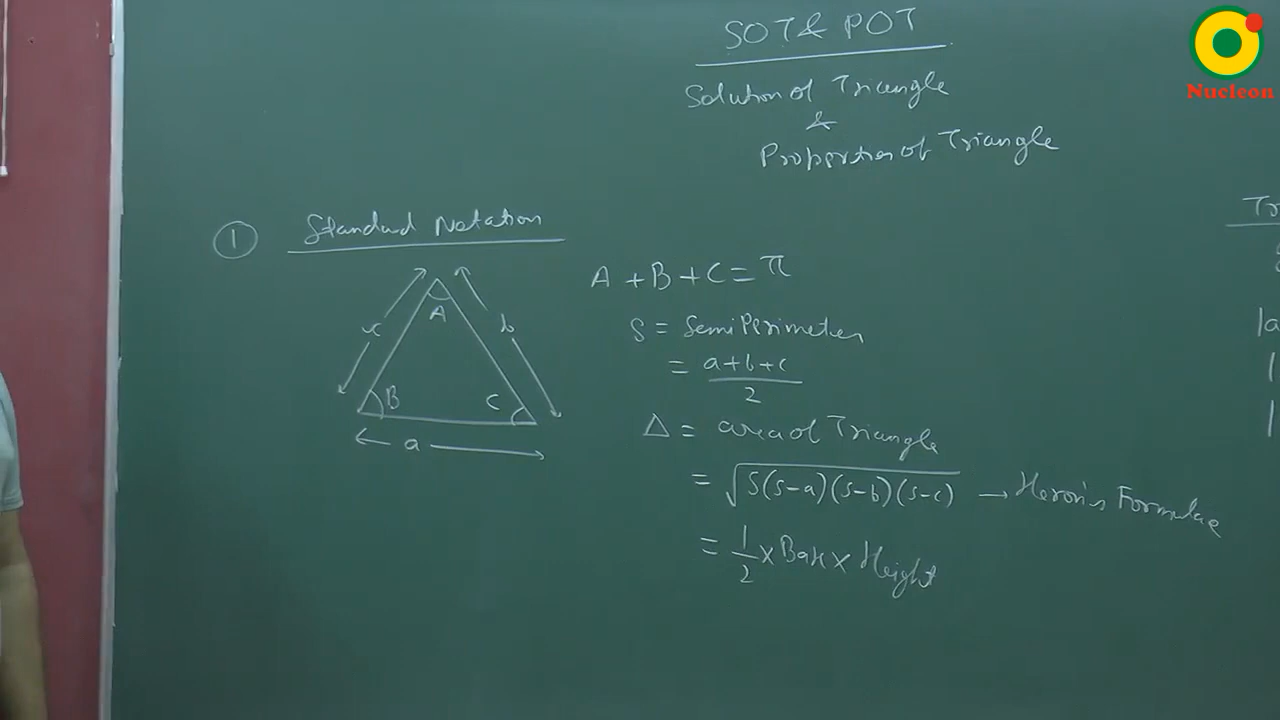 SOT & POT
Nucleon
Solution of Triangle
&
Properties of Triangle
① Standard Notation
A + B + C = π
A
c
b
B
C
a
S = Semi Perimeter
= a+b+c
2
Δ = area of Triangle
= √S(s-a)(s-b)(s-c) → Heron's Formulae
= 1/2 × Base × Height